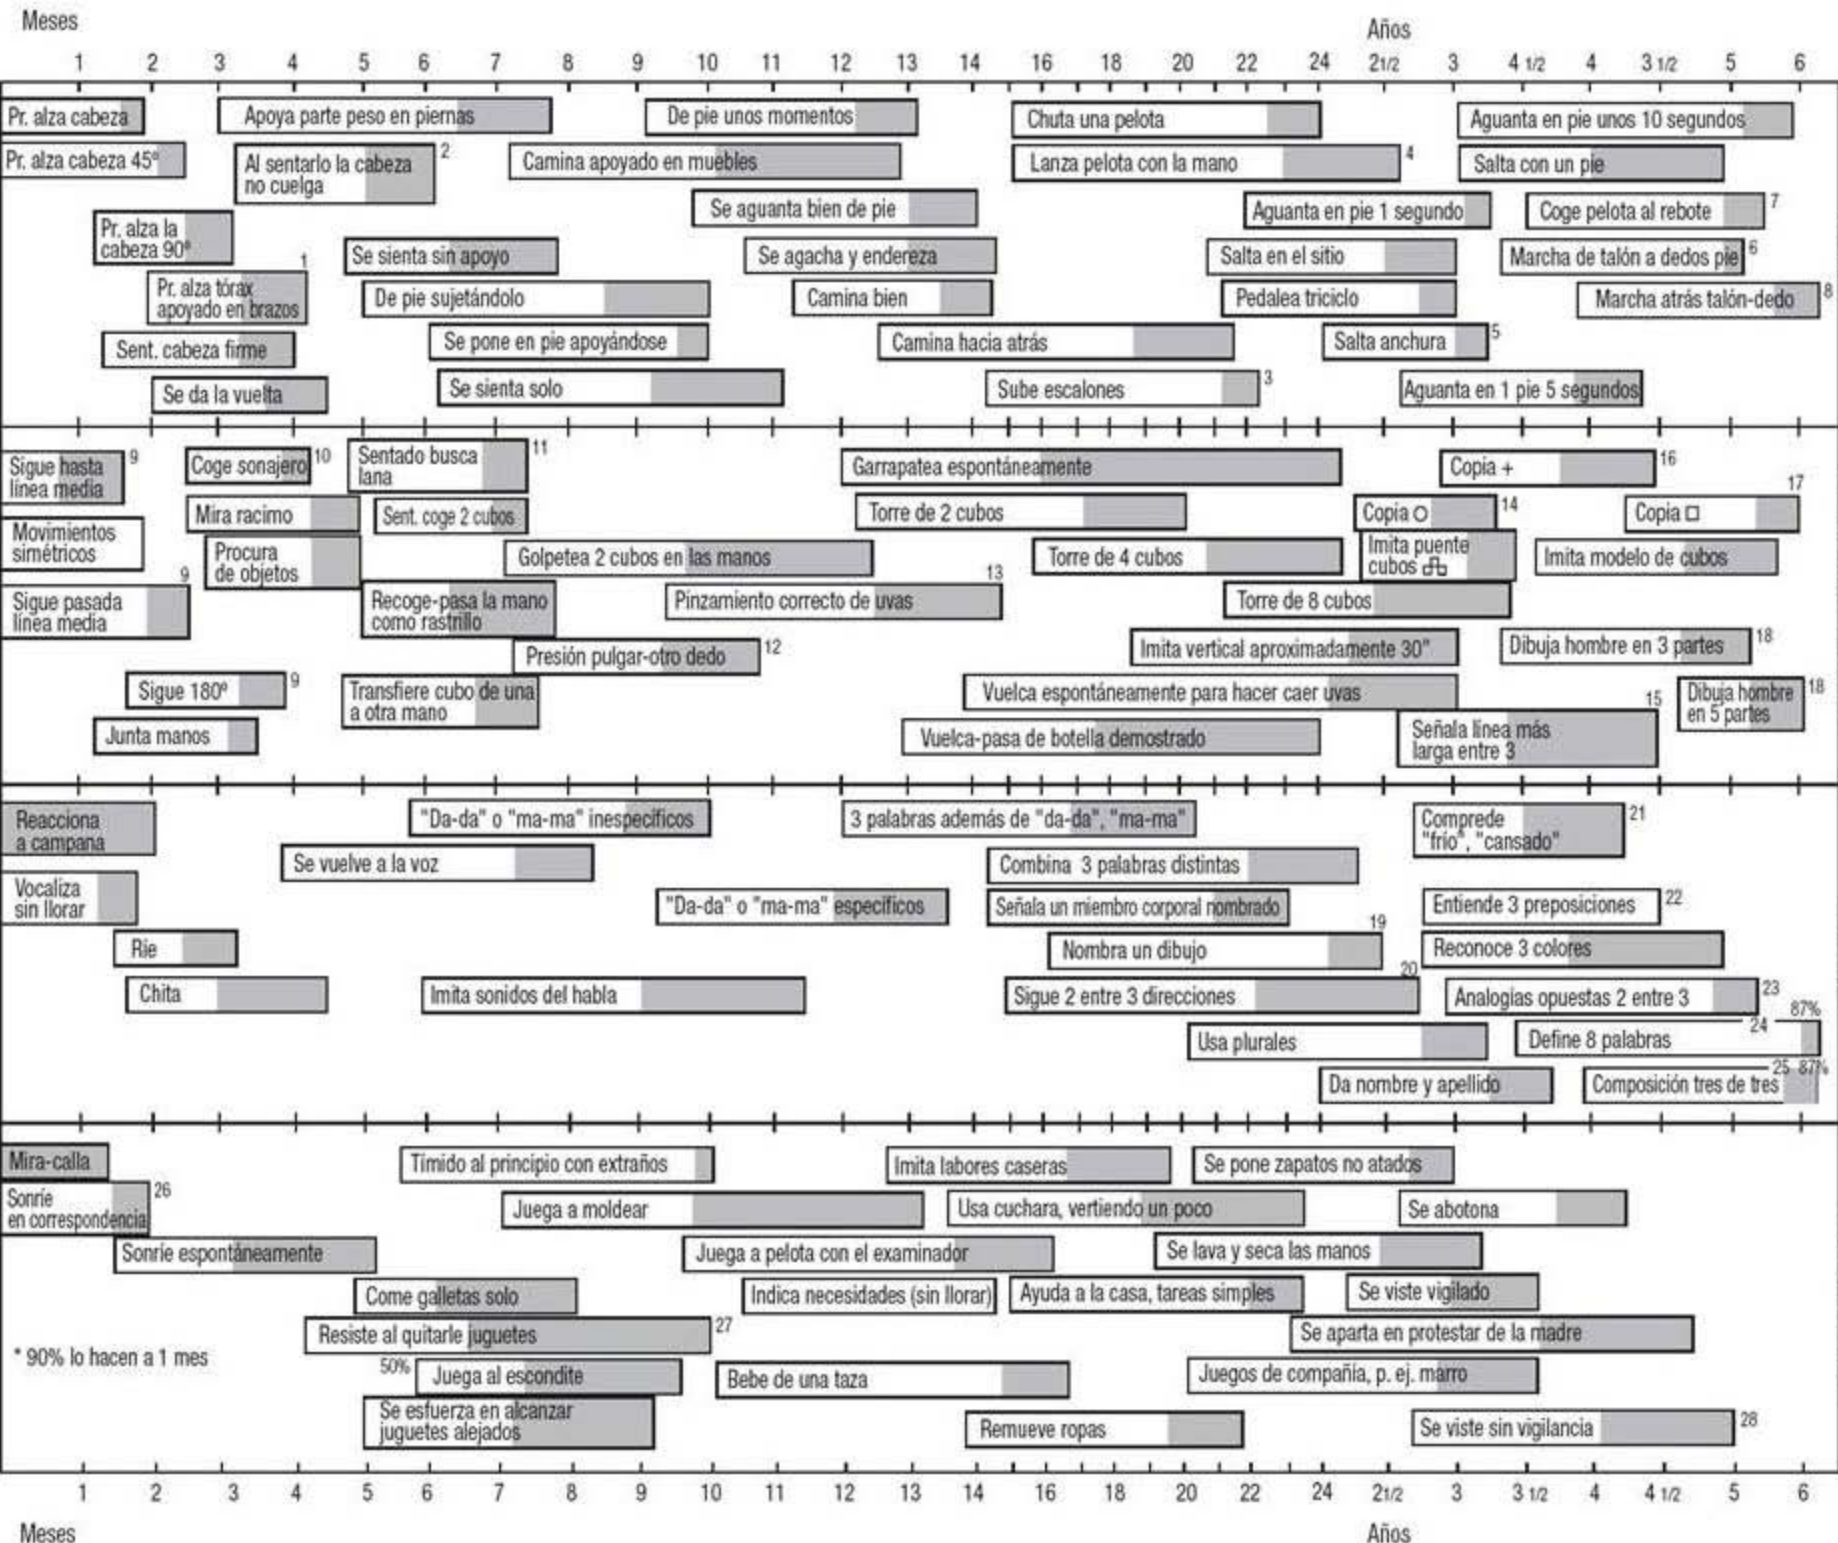 Meses
Años
1 2 3 4 5 6 7 8 9 10 11 12 13 14 16 18 20 22 24 21/2 3 4 1/2 4 3 1/2 5 6
Pr. alza cabeza
Apoya parte peso en piernas
De pie unos momentos
Chuta una pelota
Aguanta en pie unos 10 segundos
Pr. alza cabeza 45º
Al sentarlo la cabeza
no cuelga
2
Camina apoyado en muebles
Lanza pelota con la mano
4
Salta con un pie
Se aguanta bien de pie
Aguanta en pie 1 segundo
Coge pelota al rebote
7
Pr. alza la
cabeza 90º
Se sienta sin apoyo
Se agacha y endereza
Salta en el sitio
Marcha de talón a dedos pie
6
1
Pr. alza tórax
apoyado en brazos
De pie sujetándolo
Camina bien
Pedalea triciclo
Marcha atrás talón-dedo
8
Sent. cabeza firme
Se pone en pie apoyándose
Camina hacia atrás
Salta anchura
5
Se da la vuelta
Se sienta solo
Sube escalones
3
Aguanta en 1 pie 5 segundos
Sigue hasta
línea media
9
Coge sonajero
10
Sentado busca
lana
11
Garrapatea espontáneamente
Copia +
16
Mira racimo
Sent. coge 2 cubos
Torre de 2 cubos
Copia O
14
17
Copia □
Movimientos
simétricos
Procura
de objetos
Golpetea 2 cubos en las manos
Torre de 4 cubos
Imita puente
cubos
Imita modelo de cubos
9
Sigue pasada
línea media
Recoge-pasa la mano
como rastrillo
13
Pinzamiento correcto de uvas
Torre de 8 cubos
Presión pulgar-otro dedo
12
Imita vertical aproximadamente 30"
Dibuja hombre en 3 partes
18
Sigue 180º
9
Transfiere cubo de una
a otra mano
Vuelca espontáneamente para hacer caer uvas
15
Dibuja hombre
en 5 partes
18
Junta manos
Vuelca-pasa de botella demostrado
Señala línea más
larga entre 3
Reacciona
a campana
"Da-da" o "ma-ma" inespecíficos
3 palabras además de "da-da", "ma-ma"
Comprede
"frío", "cansado"
21
Se vuelve a la voz
Combina 3 palabras distintas
Vocaliza
sin llorar
"Da-da" o "ma-ma" específicos
Señala un miembro corporal nombrado
Entiende 3 preposiciones
22
19
Ríe
Nombra un dibujo
Reconoce 3 colores
20
Chita
Imita sonidos del habla
Sigue 2 entre 3 direcciones
Analogías opuestas 2 entre 3
23
87%
24
Usa plurales
Define 8 palabras
25 87%
Da nombre y apellido
Composición tres de tres
Mira-calla
Tímido al principio con extraños
Imita labores caseras
Se pone zapatos no atados
Sonríe
en correspondencia
26
Juega a moldear
Usa cuchara, vertiendo un poco
Se abotona
Sonríe espontáneamente
Juega a pelota con el examinador
Se lava y seca las manos
Come galletas solo
Indica necesidades (sin llorar)
Ayuda a la casa, tareas simples
Se viste vigilado
Resiste al quitarle juguetes
27
Se aparta en protestar de la madre
* 90% lo hacen a 1 mes
50%
Juega al escondite
Bebe de una taza
Juegos de compañía, p. ej. marro
Se esfuerza en alcanzar
juguetes alejados
Remueve ropas
Se viste sin vigilancia
28
1 2 3 4 5 6 7 8 9 10 11 12 13 14 16 18 20 22 24 21/2 3 3 1/2 4 4 1/2 5 6
Meses
Años